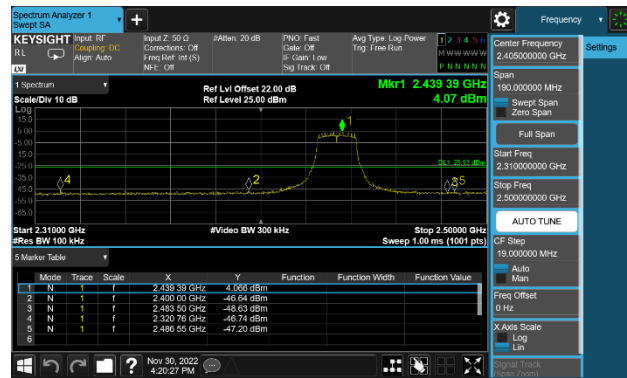 Spectrum Analyzer 1
Swept SA
+
Frequency
KEYSIGHT Input: RF Input Z: 50 Ω #Atten: 20 dB PNO: Fast Avg Type: Log-Power 1 2 3 4 5 6
RL Coupling: DC Corrections: Off Gate: Off Trig: Free Run M W W W W W
Align: Auto Freq Ref: Int (S) IF Gain: Low P N N N N N
LXI NFE: Off Sig Track: Off
1 Spectrum Ref Lvl Offset 22.00 dB Mkr1 2.439 39 GHz
Scale/Div 10 dB Ref Level 25.00 dBm 4.07 dBm
Log
15.0
5.00
-5.00
-15.0
-25.0 DL1 -25.93 dBm
-35.0
-45.0
-55.0
-65.0
1
4
2
3
5
Start 2.31000 GHz #Video BW 300 kHz Stop 2.50000 GHz
#Res BW 100 kHz Sweep 1.00 ms (1001 pts)
5 Marker Table
Mode Trace Scale X Y Function Function Width Function Value
1 N 1 f 2.439 39 GHz 4.066 dBm
2 N 1 f 2.400 00 GHz -46.64 dBm
3 N 1 f 2.483 50 GHz -48.63 dBm
4 N 1 f 2.320 76 GHz -46.74 dBm
5 N 1 f 2.486 55 GHz -47.20 dBm
6
? Nov 30, 2022
4:20:27 PM
Center Frequency
2.405000000 GHz
Settings
Span
190.000000 MHz
Swept Span
Zero Span
Full Span
Start Freq
2.310000000 GHz
Stop Freq
2.500000000 GHz
AUTO TUNE
CF Step
19.000000 MHz
Auto
Man
Freq Offset
0 Hz
X Axis Scale
Log
Lin
Signal Track
(Span Zoom)